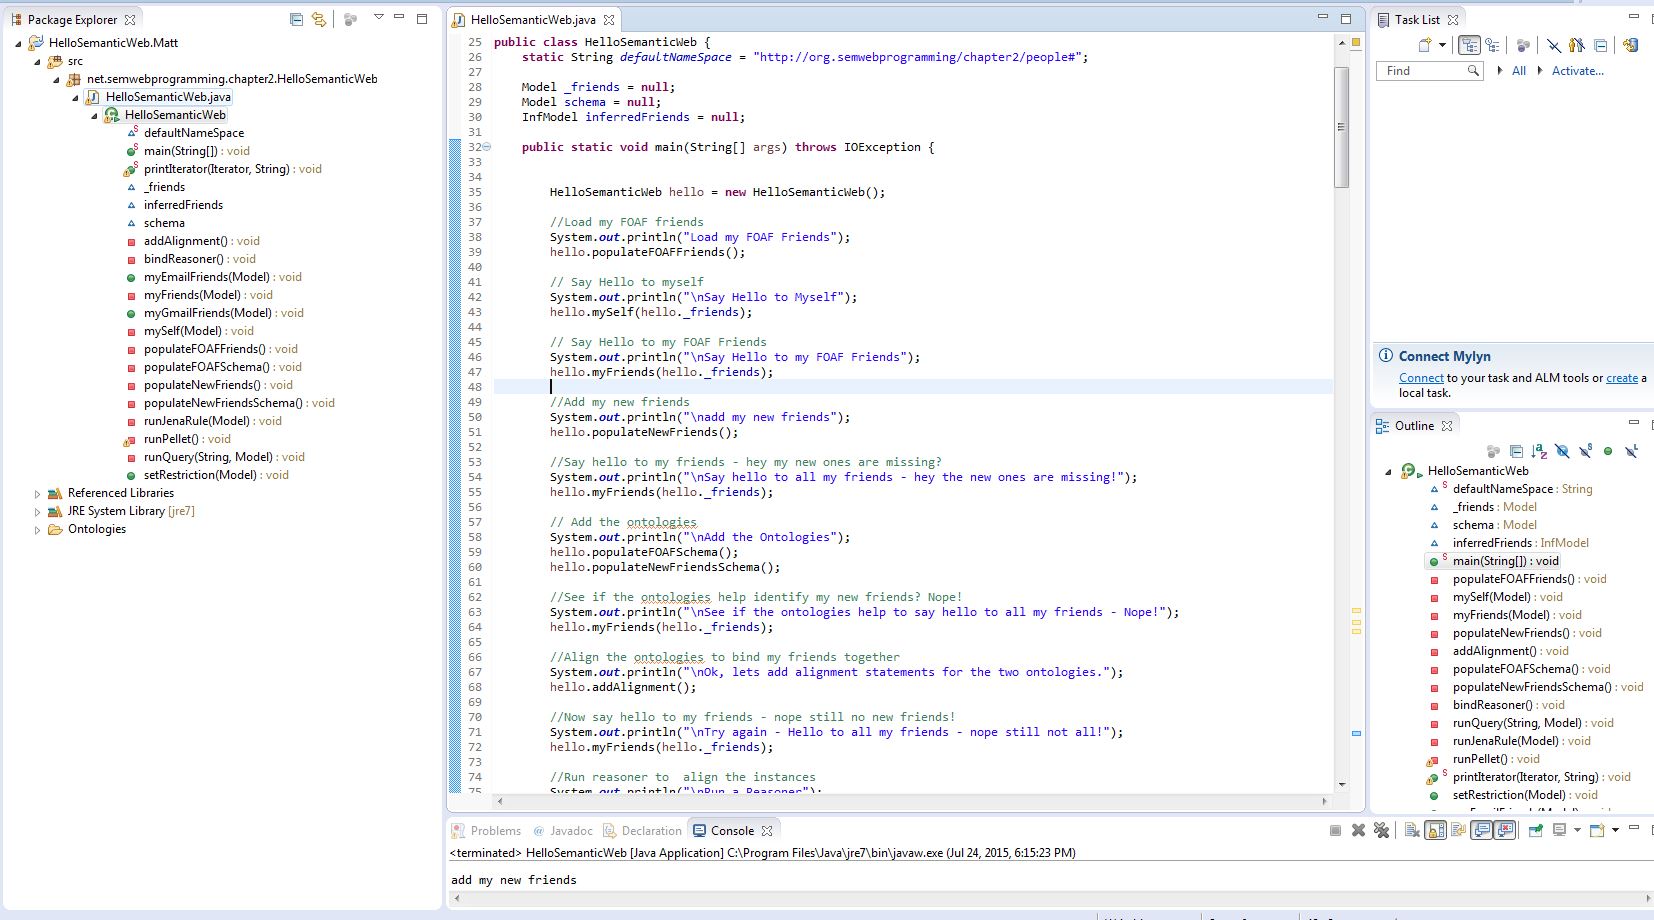 Package Explorer
HelloSemanticWeb.Matt
src
net.semwebprogramming.chapter2.HelloSemanticWeb
HelloSemanticWeb.java
HelloSemanticWeb
defaultNameSpace
main(String[]) : void
printIterator(Iterator, String) : void
_friends
inferredFriends
schema
addAlignment() : void
bindReasoner() : void
myEmailFriends(Model) : void
myFriends(Model) : void
myGmailFriends(Model) : void
mySelf(Model) : void
populateFOAFFriends() : void
populateFOAFSchema() : void
populateNewFriends() : void
populateNewFriendsSchema() : void
runJenaRule(Model) : void
runPellet() : void
runQuery(String, Model) : void
setRestriction(Model) : void
Referenced Libraries
JRE System Library [jre7]
Ontologies
HelloSemanticWeb.java
25 public class HelloSemanticWeb {
26 static String defaultNameSpace = "http://org.semwebprogramming/chapter2/people#";
27
28 Model _friends = null;
29 Model schema = null;
30 InfModel inferredFriends = null;
31
32 public static void main(String[] args) throws IOException {
33
34
35 HelloSemanticWeb hello = new HelloSemanticWeb();
36
37 //Load my FOAF friends
38 System.out.println("Load my FOAF Friends");
39 hello.populateFOAFFriends();
40
41 // Say Hello to myself
42 System.out.println("\nSay Hello to Myself");
43 hello.mySelf(hello._friends);
44
45 // Say Hello to my FOAF Friends
46 System.out.println("\nSay Hello to my FOAF Friends");
47 hello.myFriends(hello._friends);
48
49 //Add my new friends
50 System.out.println("\nadd my new friends");
51 hello.populateNewFriends();
52
53 //Say hello to my friends - hey my new ones are missing?
54 System.out.println("\nSay hello to all my friends - hey the new ones are missing!");
55 hello.myFriends(hello._friends);
56
57 // Add the ontologies
58 System.out.println("\nAdd the Ontologies");
59 hello.populateFOAFSchema();
60 hello.populateNewFriendsSchema();
61
62 //See if the ontologies help identify my new friends? Nope!
63 System.out.println("\nSee if the ontologies help to say hello to all my friends - Nope!");
64 hello.myFriends(hello._friends);
65
66 //Align the ontologies to bind my friends together
67 System.out.println("\nOk, lets add alignment statements for the two ontologies.");
68 hello.addAlignment();
69
70 //Now say hello to my friends - nope still no new friends!
71 System.out.println("\nTry again - Hello to all my friends - nope still not all!");
72 hello.myFriends(hello._friends);
73
74 //Run reasoner to  align the instances
75 System.out.println("\nRun a Reasoner");
Task List
Find All Activate...
Connect Mylyn
Connect to your task and ALM tools or create a
local task.
Outline
HelloSemanticWeb
defaultNameSpace : String
_friends : Model
schema : Model
inferredFriends : InfModel
main(String[]) : void
populateFOAFFriends() : void
mySelf(Model) : void
myFriends(Model) : void
populateNewFriends() : void
addAlignment() : void
populateFOAFSchema() : void
populateNewFriendsSchema() : void
bindReasoner() : void
runQuery(String, Model) : void
runJenaRule(Model) : void
runPellet() : void
printIterator(Iterator, String) : void
setRestriction(Model) : void
Problems @ Javadoc Declaration Console
<terminated> HelloSemanticWeb [Java Application] C:\Program Files\Java\jre7\bin\javaw.exe (Jul 24, 2015, 6:15:23 PM)
add my new friends